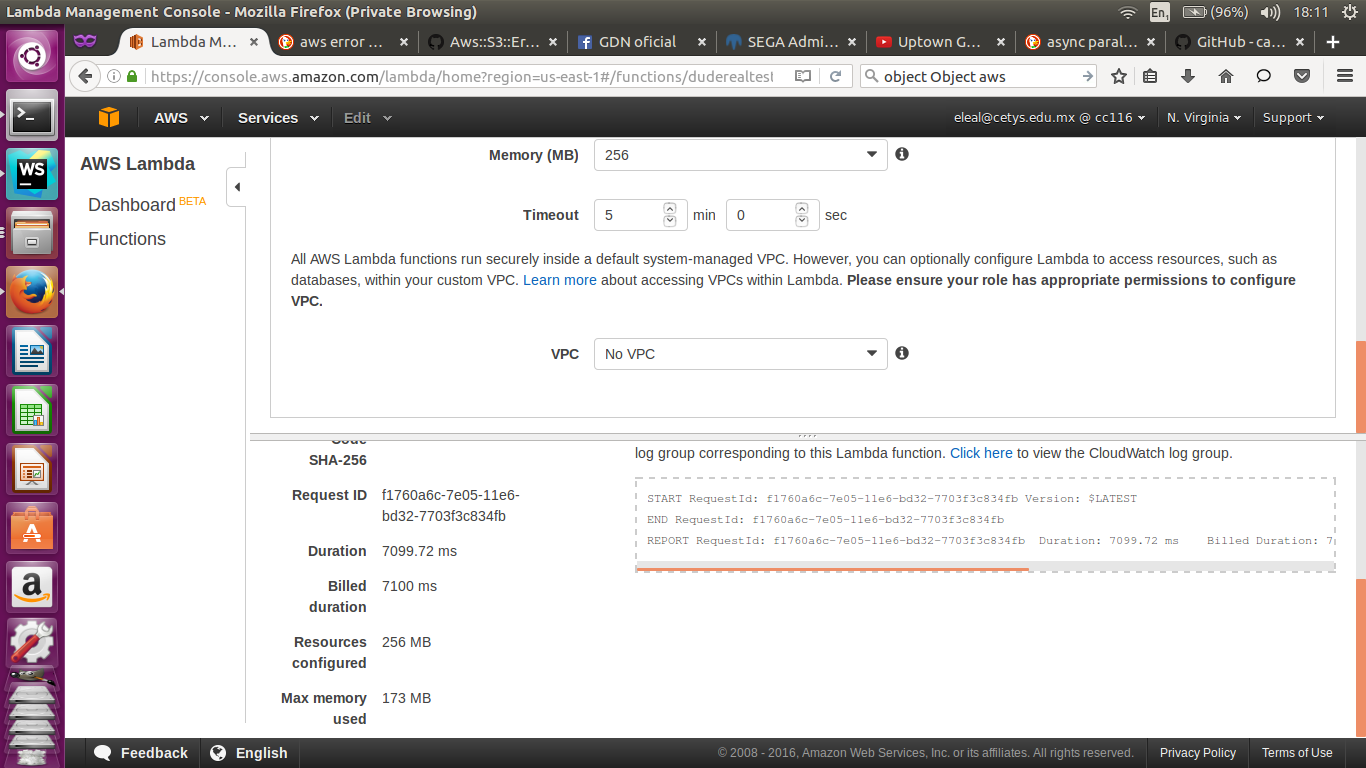 Lambda Management Console - Mozilla Firefox (Private Browsing)
En1 (96%) 18:11
Lambda M... × aws error ... × Aws::S3::Er... × GDN oficial × SEGA Admi... × Uptown G... × async paral... × GitHub - ca... ×
https://console.aws.amazon.com/lambda/home?region=us-east-1#/functions/duderealtest
object Object aws
AWS Services Edit eleal@cetys.edu.mx @ cc116 N. Virginia Support
AWS Lambda
Dashboard BETA
Functions
Memory (MB) 256
Timeout 5 min 0 sec
All AWS Lambda functions run securely inside a default system-managed VPC. However, you can optionally configure Lambda to access resources, such as
databases, within your custom VPC. Learn more about accessing VPCs within Lambda. Please ensure your role has appropriate permissions to configure
VPC.
VPC No VPC
Code
SHA-256
Request ID f1760a6c-7e05-11e6-
bd32-7703f3c834fb
Duration 7099.72 ms
Billed
duration 7100 ms
Resources
configured 256 MB
Max memory
used 173 MB
log group corresponding to this Lambda function. Click here to view the CloudWatch log group.
START RequestId: f1760a6c-7e05-11e6-bd32-7703f3c834fb Version: $LATEST
END RequestId: f1760a6c-7e05-11e6-bd32-7703f3c834fb
REPORT RequestId: f1760a6c-7e05-11e6-bd32-7703f3c834fb Duration: 7099.72 ms Billed Duration: 7
WS
a
Feedback English © 2008 - 2016, Amazon Web Services, Inc. or its affiliates. All rights reserved. Privacy Policy Terms of Use